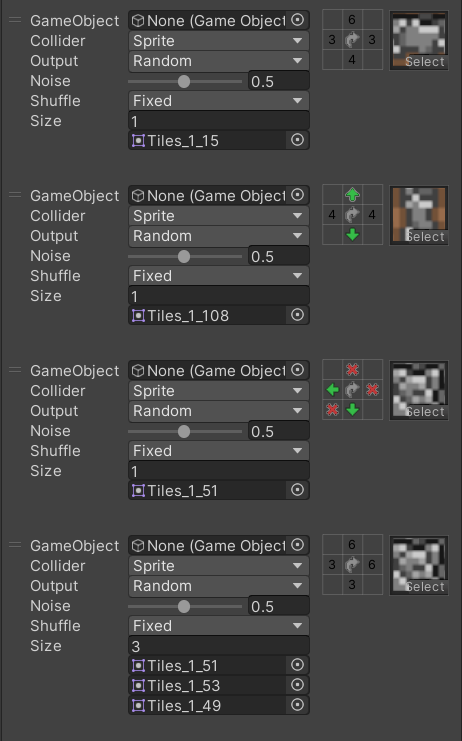 GameObject None (Game Object 6
Collider Sprite 3 3
Output Random 4 Select
Noise 0.5
Shuffle Fixed
Size 1
Tiles_1_15
GameObject None (Game Object
Collider Sprite 4 4
Output Random Select
Noise 0.5
Shuffle Fixed
Size 1
Tiles_1_108
GameObject None (Game Object
Collider Sprite
Output Random Select
Noise 0.5
Shuffle Fixed
Size 1
Tiles_1_51
GameObject None (Game Object 6
Collider Sprite 3 6
Output Random 3 Select
Noise 0.5
Shuffle Fixed
Size 3
Tiles_1_51
Tiles_1_53
Tiles_1_49